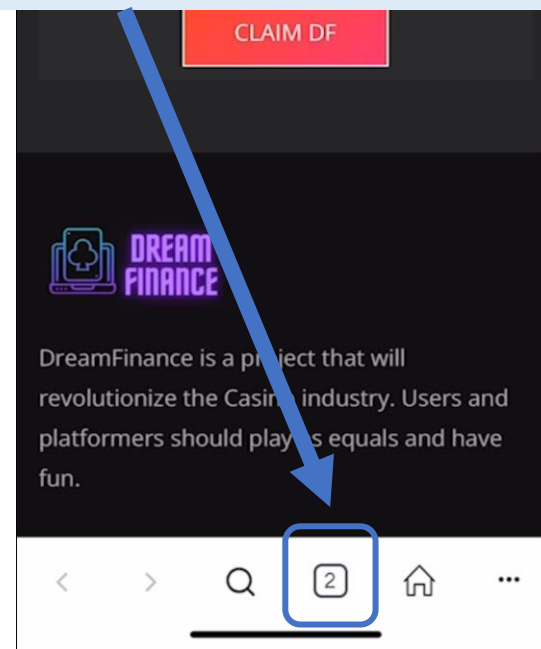 CLAIM DF
DREAM
FINANCE
DreamFinance is a project that will
revolutionize the Casino industry. Users and
platformers should play as equals and have
fun.
2